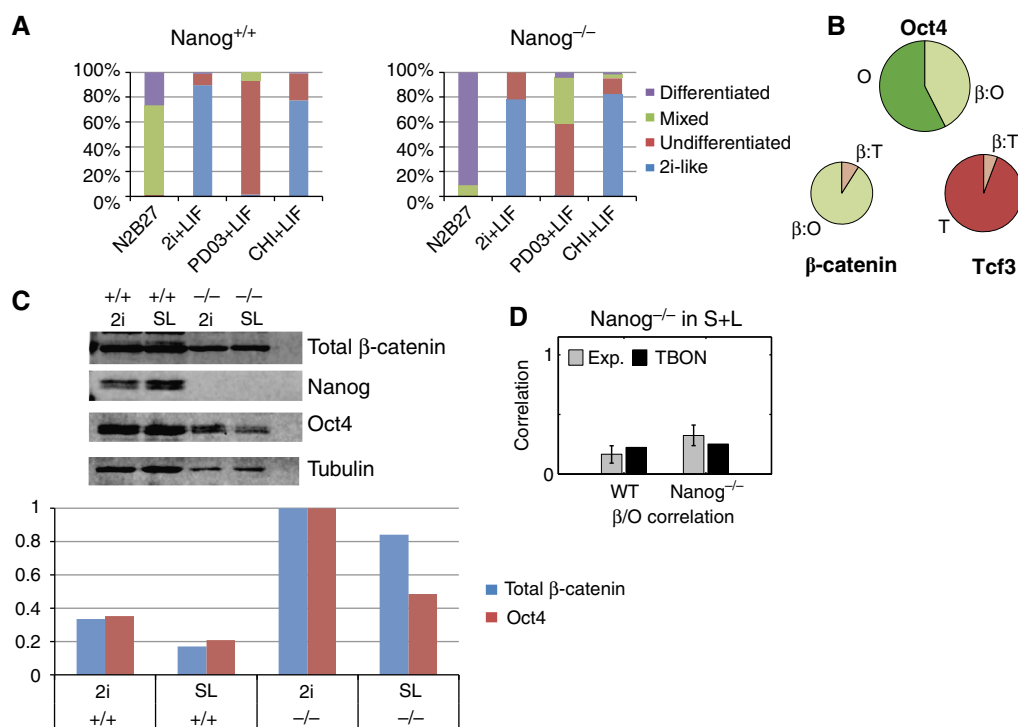 A
Nanog+/+
Nanog−/−
100%
80%
60%
40%
20%
0%
N2B27
2i+LIF
PD03+LIF
CHI+LIF
100%
80%
60%
40%
20%
0%
N2B27
2i+LIF
PD03+LIF
CHI+LIF
Differentiated
Mixed
Undifferentiated
2i-like
B
Oct4
O
β:O
β:T
β:O
β-catenin
β:T
T
Tcf3
C
+/+ +/+ −/− −/−
2i SL 2i SL
Total β-catenin
Nanog
Oct4
Tubulin
1
0.8
0.6
0.4
0.2
0
2i SL 2i SL
+/+ +/+ −/− −/−
Total β-catenin
Oct4
D
Nanog−/− in S+L
Exp. TBON
Correlation
1
0
WT Nanog−/−
β/O correlation